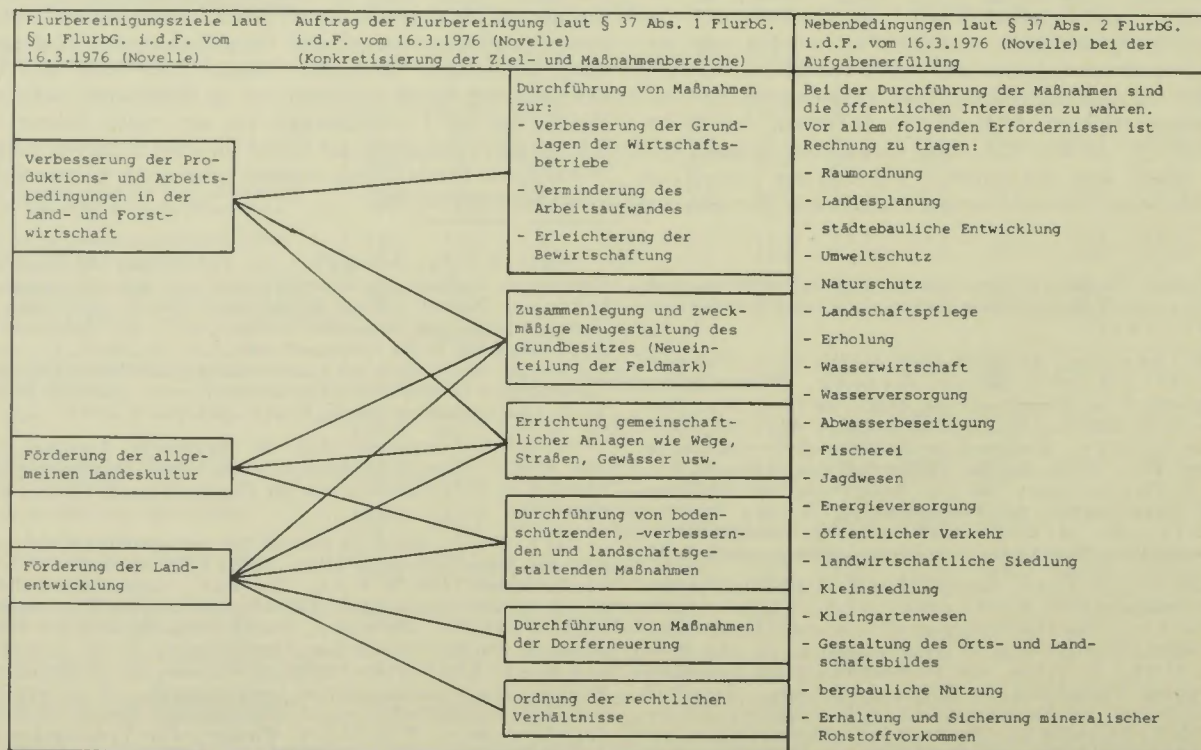 Flurbereinigungsziele laut
§ 1 FlurbG. i.d.F. vom
16.3.1976 (Novelle)
Auftrag der Flurbereinigung laut § 37 Abs. 1 FlurbG.
i.d.F. vom 16.3.1976 (Novelle)
(Konkretisierung der Ziel- und Maßnahmenbereiche)
Nebenbedingungen laut § 37 Abs. 2 FlurbG.
i.d.F. vom 16.3.1976 (Novelle) bei der
Aufgabenerfüllung
Verbesserung der Pro-
duktions- und Arbeits-
bedingungen in der
Land- und Forst-
wirtschaft
Förderung der allge-
meinen Landeskultur
Förderung der Land-
entwicklung
Durchführung von Maßnahmen
zur:
- Verbesserung der Grund-
lagen der Wirtschafts-
betriebe
- Verminderung des
Arbeitsaufwandes
- Erleichterung der
Bewirtschaftung
Zusammenlegung und zweck-
mäßige Neugestaltung des
Grundbesitzes (Neuein-
teilung der Feldmark)
Errichtung gemeinschaft-
licher Anlagen wie Wege,
Straßen, Gewässer usw.
Durchführung von boden-
schützenden, -verbessern-
den und landschaftsge-
staltenden Maßnahmen
Durchführung von Maßnahmen
der Dorferneuerung
Ordnung der rechtlichen
Verhältnisse
Bei der Durchführung der Maßnahmen sind
die öffentlichen Interessen zu wahren.
Vor allem folgenden Erfordernissen ist
Rechnung zu tragen:
- Raumordnung
- Landesplanung
- städtebauliche Entwicklung
- Umweltschutz
- Naturschutz
- Landschaftspflege
- Erholung
- Wasserwirtschaft
- Wasserversorgung
- Abwasserbeseitigung
- Fischerei
- Jagdwesen
- Energieversorgung
- öffentlicher Verkehr
- landwirtschaftliche Siedlung
- Kleinsiedlung
- Kleingartenwesen
- Gestaltung des Orts- und Land-
schaftsbildes
- bergbauliche Nutzung
- Erhaltung und Sicherung mineralischer
Rohstoffvorkommen